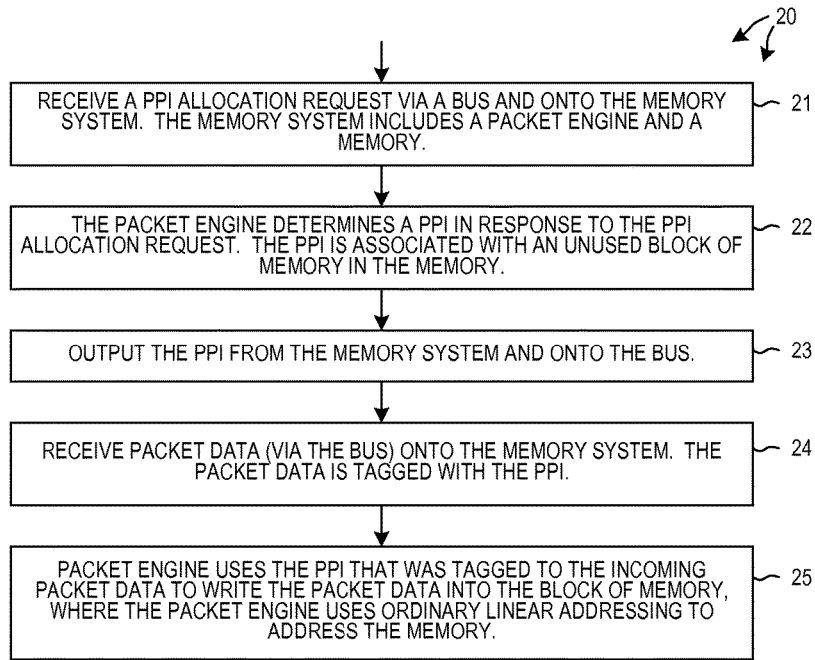 20
RECEIVE A PPI ALLOCATION REQUEST VIA A BUS AND ONTO THE MEMORY
SYSTEM. THE MEMORY SYSTEM INCLUDES A PACKET ENGINE AND A
MEMORY.
21
THE PACKET ENGINE DETERMINES A PPI IN RESPONSE TO THE PPI
ALLOCATION REQUEST. THE PPI IS ASSOCIATED WITH AN UNUSED BLOCK OF
MEMORY IN THE MEMORY.
22
OUTPUT THE PPI FROM THE MEMORY SYSTEM AND ONTO THE BUS.
23
RECEIVE PACKET DATA (VIA THE BUS) ONTO THE MEMORY SYSTEM. THE
PACKET DATA IS TAGGED WITH THE PPI.
24
PACKET ENGINE USES THE PPI THAT WAS TAGGED TO THE INCOMING
PACKET DATA TO WRITE THE PACKET DATA INTO THE BLOCK OF MEMORY,
WHERE THE PACKET ENGINE USES ORDINARY LINEAR ADDRESSING TO
ADDRESS THE MEMORY.
25